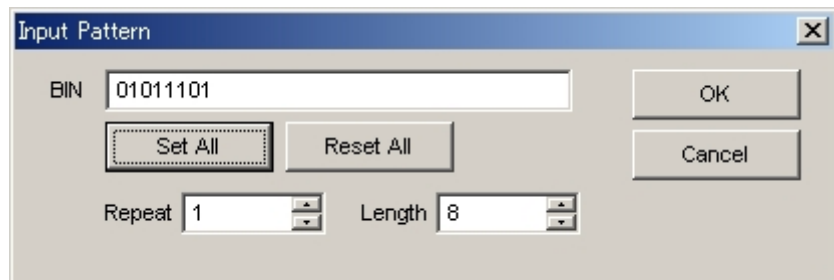 Input Pattern
BIN 01011101 OK
Set All Reset All Cancel
Repeat 1 Length 8